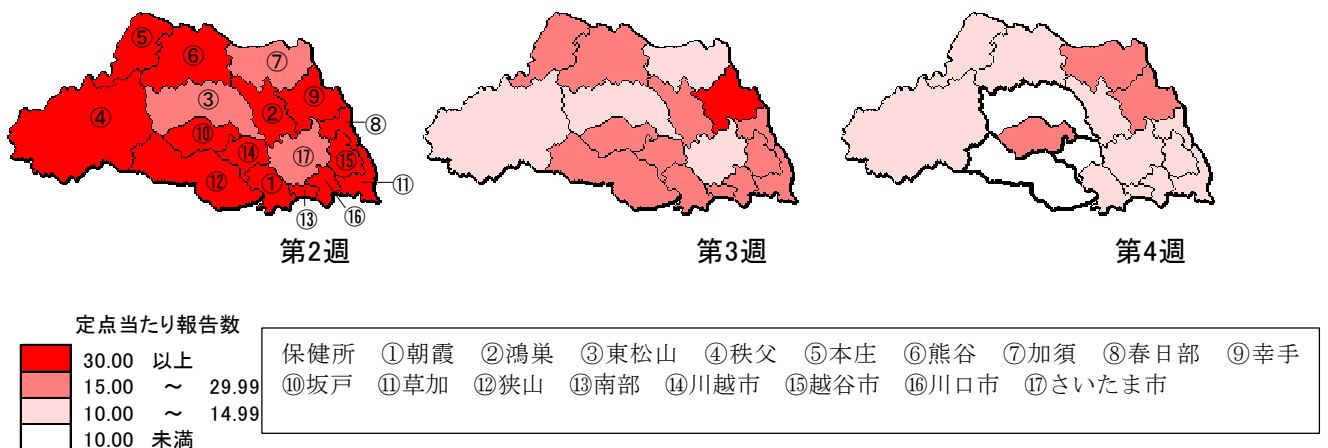 ⑤
⑥
⑦
④
③
②
⑨
⑧
⑩
⑭
⑰
⑮
⑫
①
⑪
⑬
⑯
第2週
第3週
第4週
定点当たり報告数
30.00 以上
15.00 ～ 29.99
10.00 ～ 14.99
10.00 未満
保健所 ①朝霞 ②鴻巣 ③東松山 ④秩父 ⑤本庄 ⑥熊谷 ⑦加須 ⑧春日部 ⑨幸手
⑩坂戸 ⑪草加 ⑫狭山 ⑬南部 ⑭川越市 ⑮越谷市 ⑯川口市 ⑰さいたま市